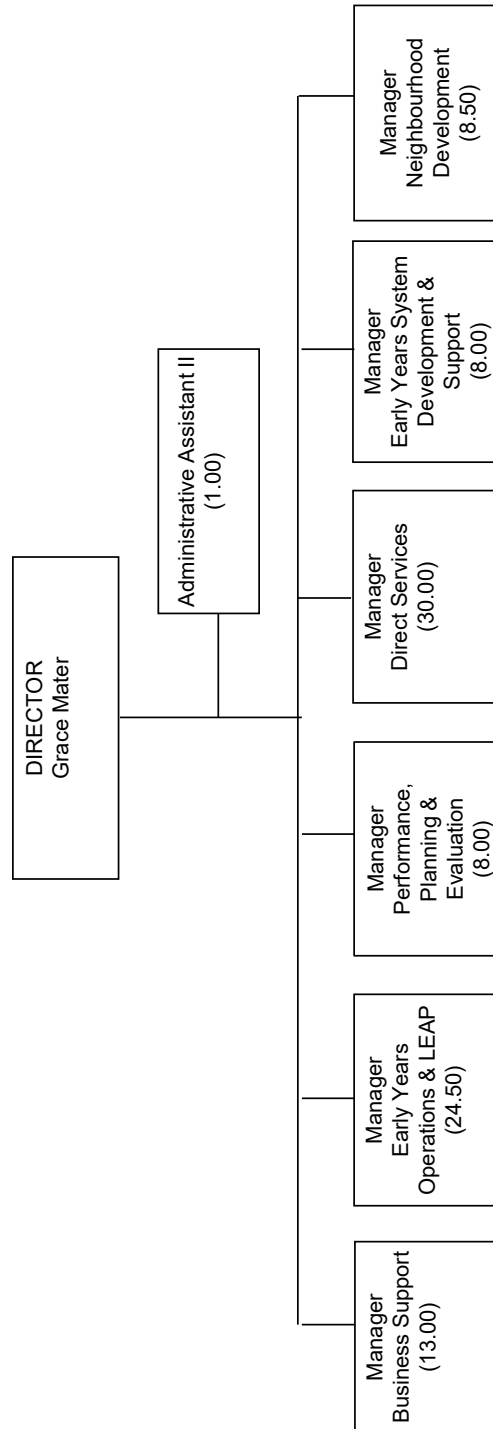 DIRECTOR
Grace Mater
Administrative Assistant II
(1.00)
Manager
Business Support
(13.00)
Manager
Early Years
Operations & LEAP
(24.50)
Manager
Performance,
Planning &
Evaluation
(8.00)
Manager
Direct Services
(30.00)
Manager
Early Years System
Development &
Support
(8.00)
Manager
Neighbourhood
Development
(8.50)